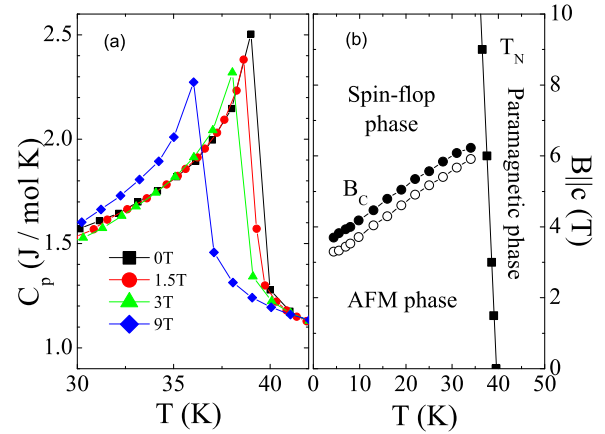 2.5
2.0
1.5
1.0
C_p (J / mol K)
(a)
0T
1.5T
3T
9T
30
35
40
T (K)
(b)
T_N
Spin-flop
phase
Paramagnetic phase
B_C
AFM phase
10
8
6
4
2
0
B||c (T)
0
10
20
30
40
50
T (K)